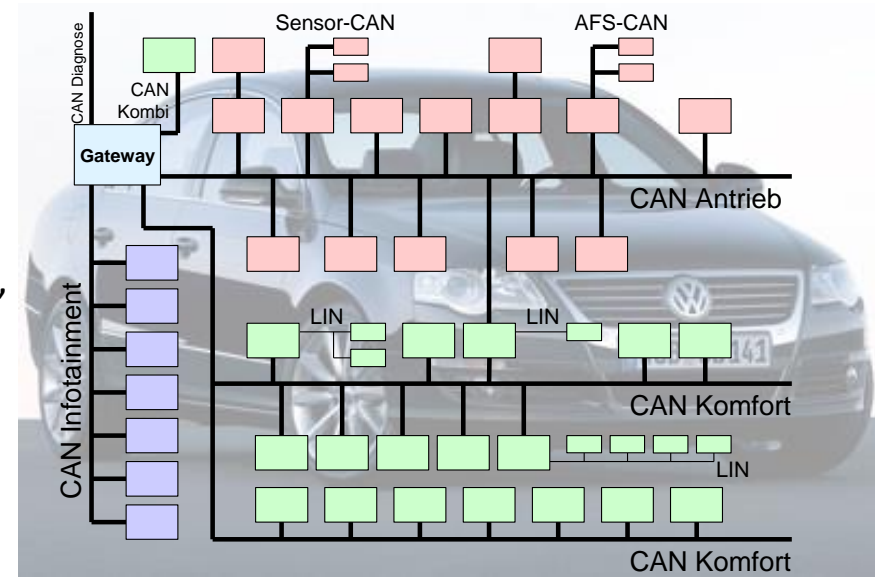 Sensor-CAN
AFS-CAN
CAN Diagnose
CAN
Kombi
Gateway
CAN Antrieb
CAN Infotainment
LIN
LIN
CAN Komfort
LIN
CAN Komfort